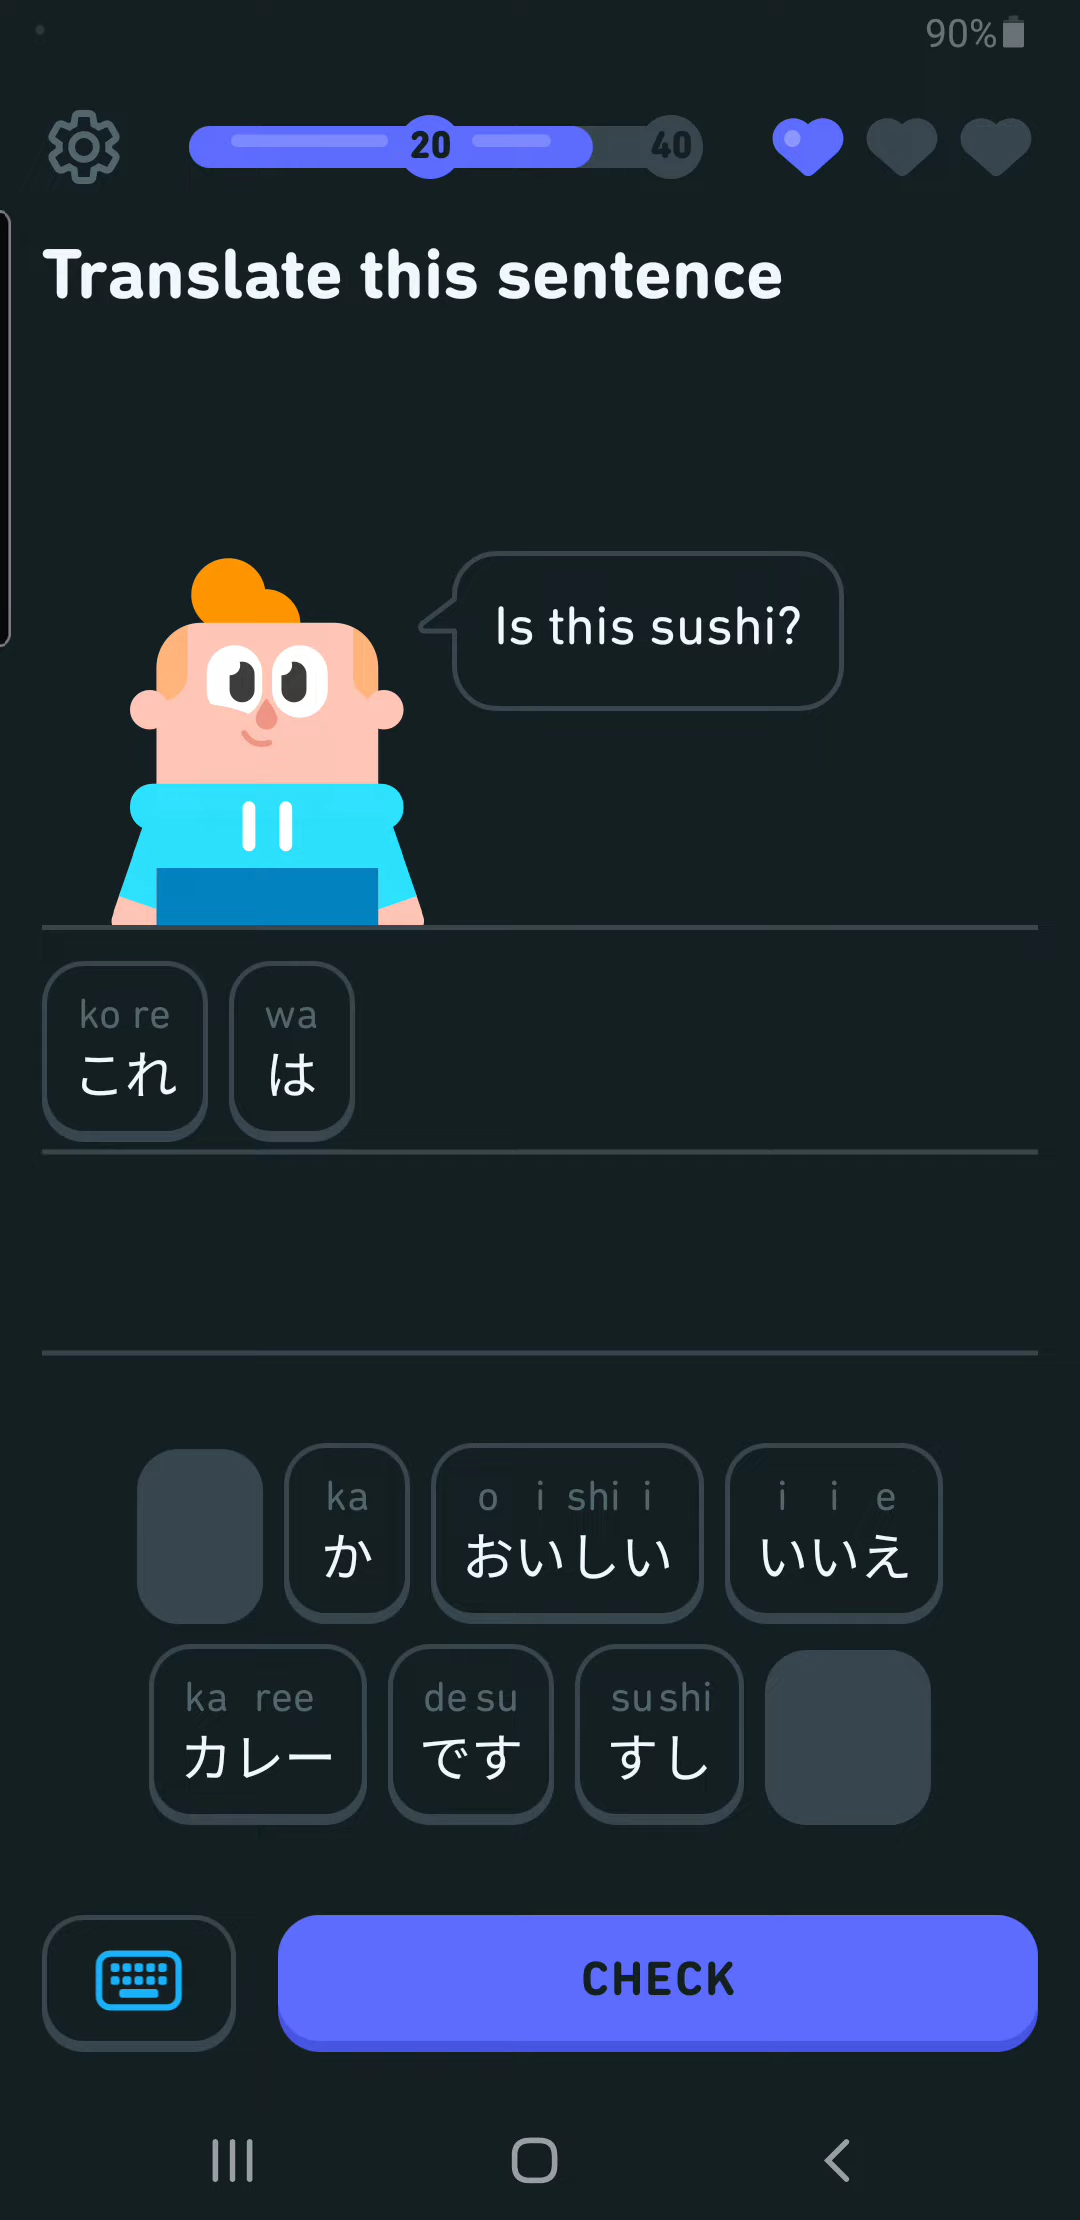 90%
20 40
Translate this sentence
Is this sushi?
ko re wa
これ は
ka o i shi i i i e
か おいしい いいえ
ka ree de su su shi
カレー です すし
CHECK